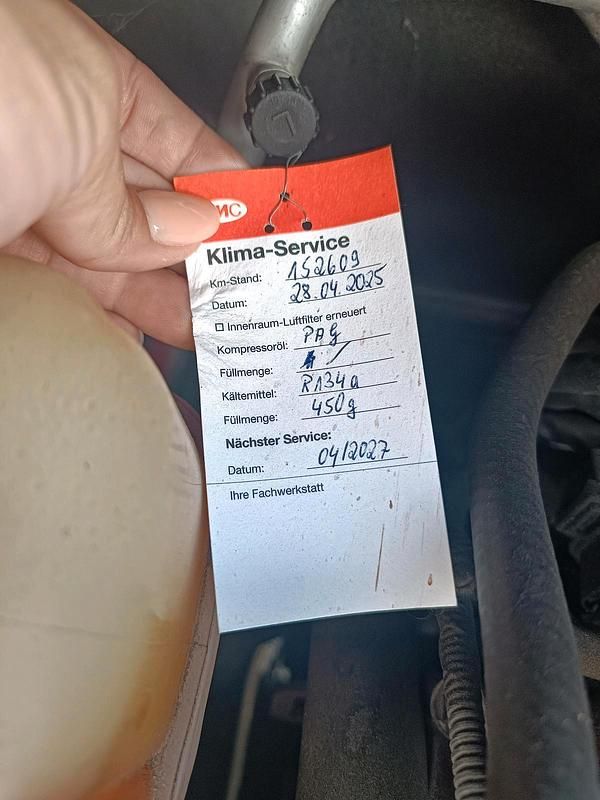 L
MC
Klima-Service
Km-Stand: 152609
Datum: 28.04.2025
Innenraum-Luftfilter erneuert
Kompressoröl: PAG
Füllmenge: /
Kältemittel: R134a
Füllmenge: 450g
Nächster Service:
Datum: 04/2027
Ihre Fachwerkstatt